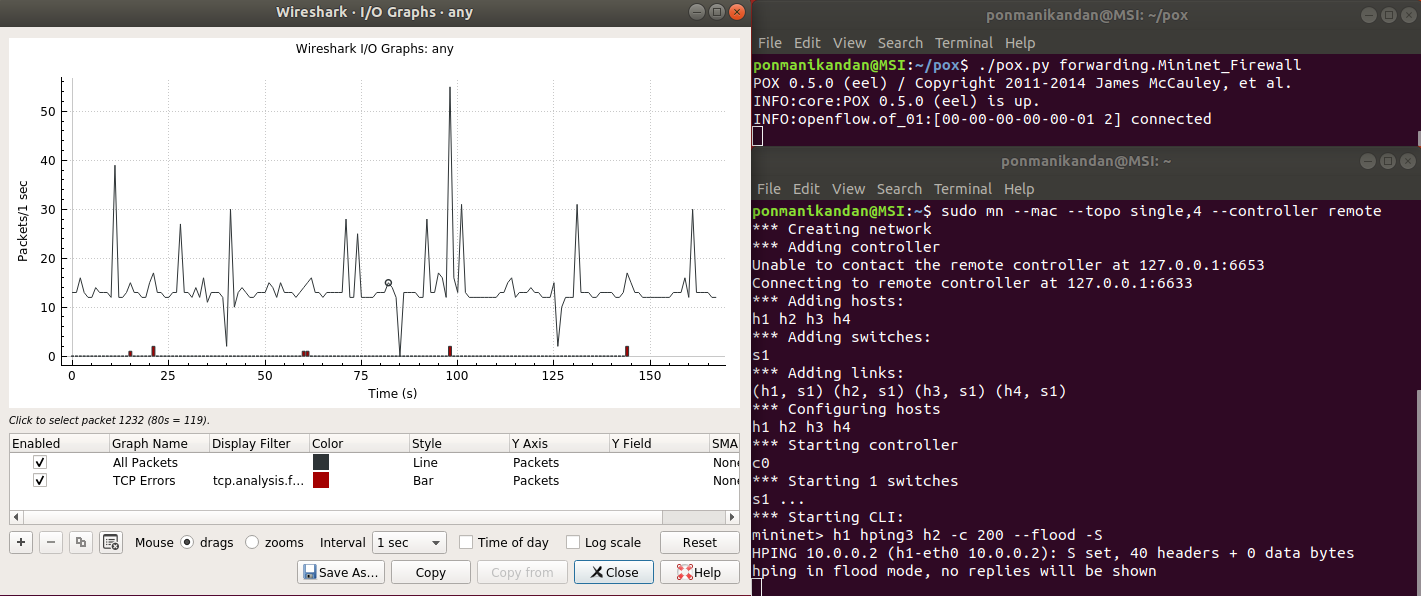 Wireshark · I/O Graphs · any
Wireshark I/O Graphs: any
Packets/1 sec
50
40
30
20
10
0
0 25 50 75 100 125 150
Time (s)
Click to select packet 1232 (80s = 119).
Enabled Graph Name Display Filter Color Style Y Axis Y Field SMA
All Packets Line Packets None
TCP Errors tcp.analysis.f... Bar Packets None
+ − Mouse drags zooms Interval 1 sec Time of day Log scale Reset
Save As... Copy Copy from Close Help
ponmanikandan@MSI: ~/pox
File Edit View Search Terminal Help
ponmanikandan@MSI:~/pox$ ./pox.py forwarding.Mininet_Firewall
POX 0.5.0 (eel) / Copyright 2011-2014 James McCauley, et al.
INFO:core:POX 0.5.0 (eel) is up.
INFO:openflow.of_01:[00-00-00-00-00-01 2] connected
ponmanikandan@MSI: ~
File Edit View Search Terminal Help
ponmanikandan@MSI:~$ sudo mn --mac --topo single,4 --controller remote
*** Creating network
*** Adding controller
Unable to contact the remote controller at 127.0.0.1:6653
Connecting to remote controller at 127.0.0.1:6633
*** Adding hosts:
h1 h2 h3 h4
*** Adding switches:
s1
*** Adding links:
(h1, s1) (h2, s1) (h3, s1) (h4, s1)
*** Configuring hosts
h1 h2 h3 h4
*** Starting controller
c0
*** Starting 1 switches
s1 ...
*** Starting CLI:
mininet> h1 hping3 h2 -c 200 --flood -S
HPING 10.0.0.2 (h1-eth0 10.0.0.2): S set, 40 headers + 0 data bytes
hping in flood mode, no replies will be shown